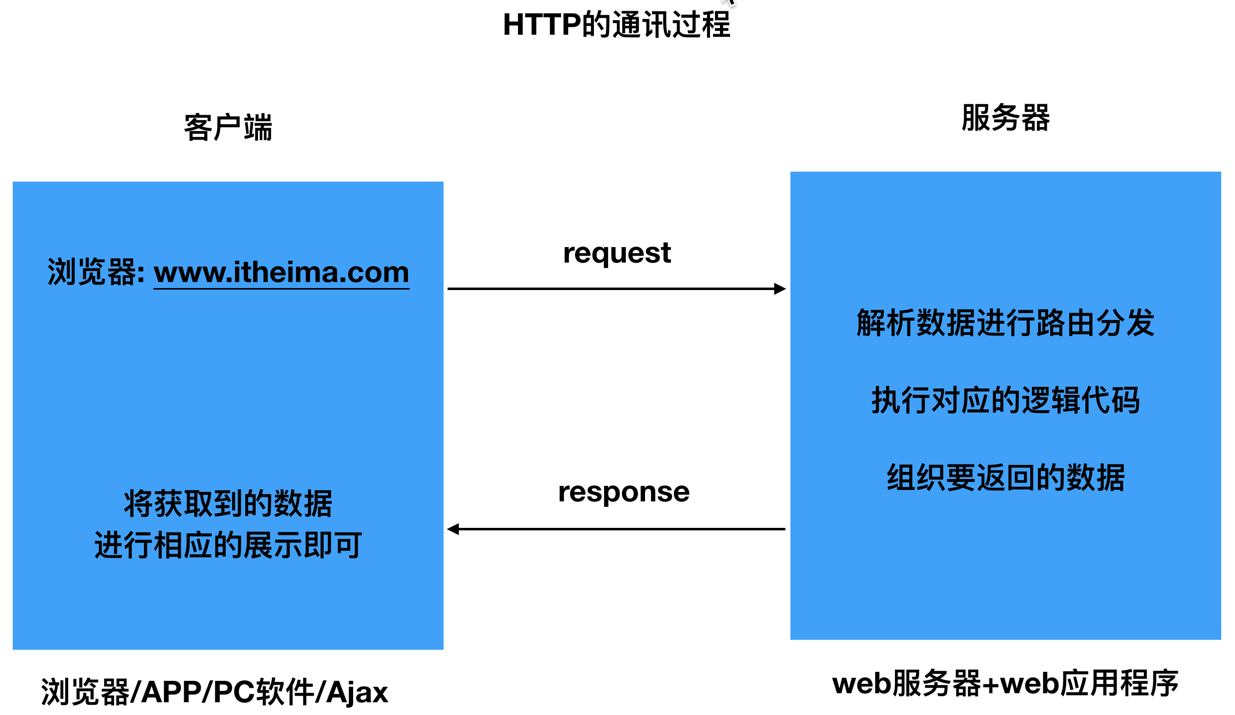 HTTP的通讯过程
客户端
服务器
浏览器: www.itheima.com
request
解析数据进行路由分发
执行对应的逻辑代码
组织要返回的数据
response
将获取到的数据
进行相应的展示即可
浏览器/APP/PC软件/Ajax
web服务器+web应用程序